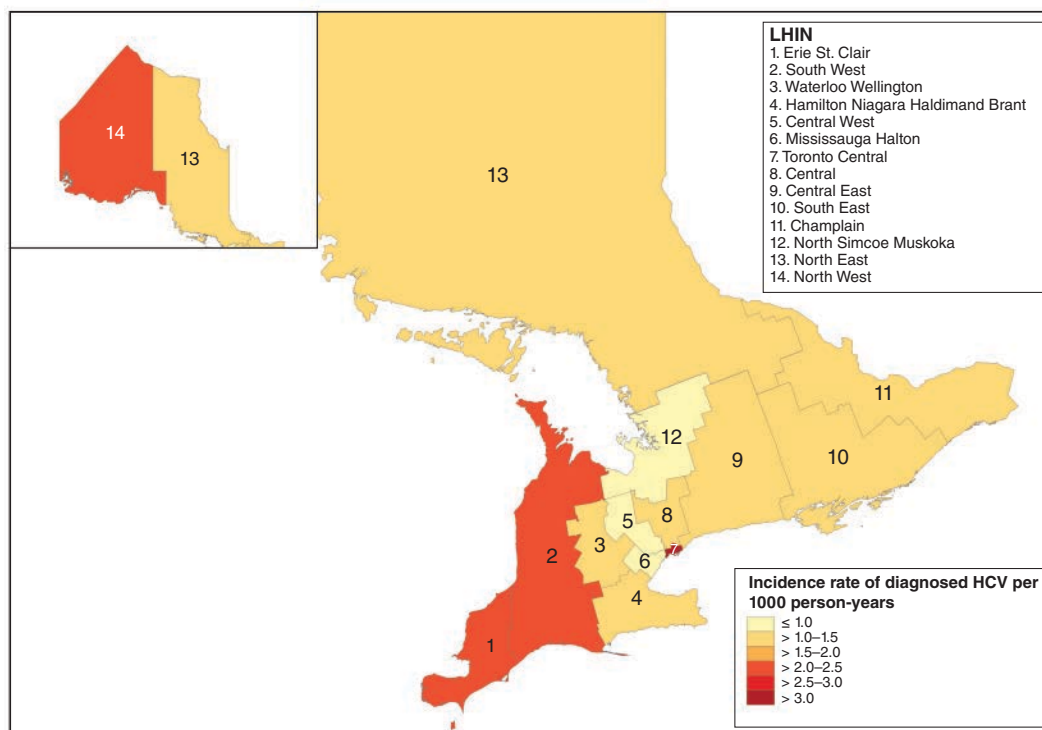 14
13
13
LHIN
1. Erie St. Clair
2. South West
3. Waterloo Wellington
4. Hamilton Niagara Haldimand Brant
5. Central West
6. Mississauga Halton
7. Toronto Central
8. Central
9. Central East
10. South East
11. Champlain
12. North Simcoe Muskoka
13. North East
14. North West
11
12
9
10
5
8
3
7
2
6
4
1
Incidence rate of diagnosed HCV per
1000 person-years
≤ 1.0
> 1.0–1.5
> 1.5–2.0
> 2.0–2.5
> 2.5–3.0
> 3.0